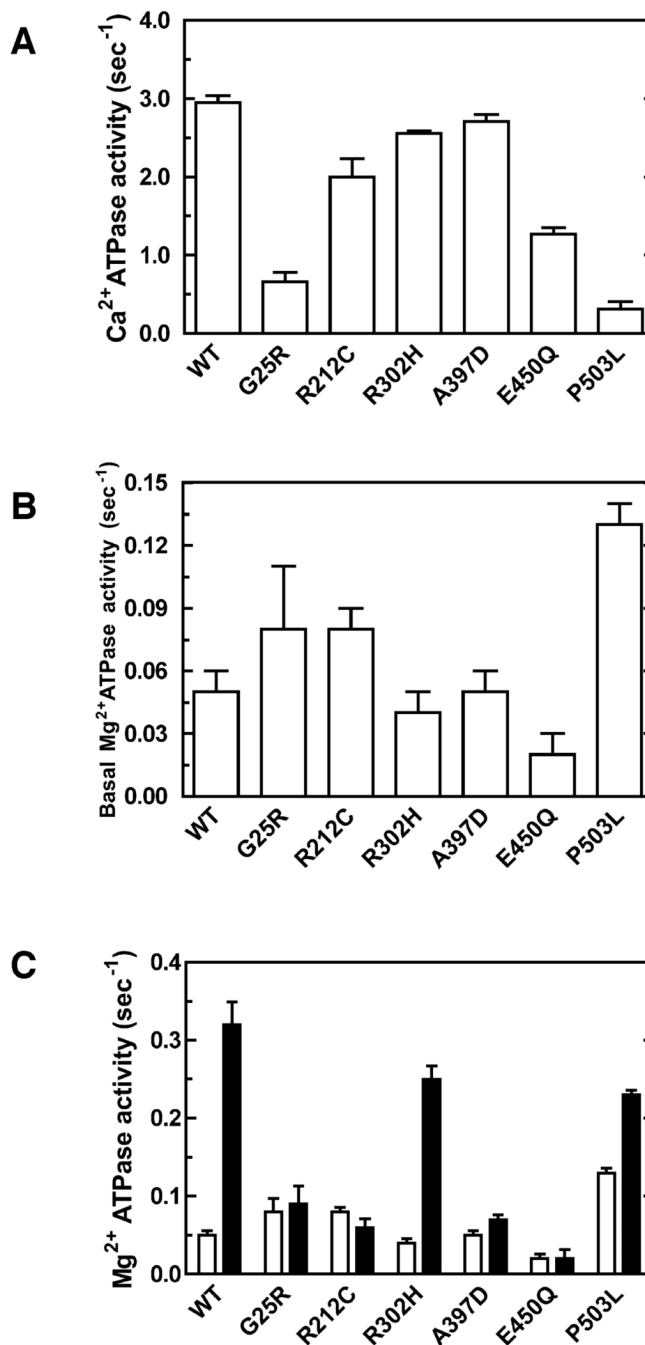 A
Ca²⁺ATPase activity (sec⁻¹)
4.0
3.0
2.0
1.0
0.0
WT
G25R
R212C
R302H
A397D
E450Q
P503L
B
Basal Mg²⁺ATPase activity (sec⁻¹)
0.15
0.12
0.09
0.06
0.03
0.00
WT
G25R
R212C
R302H
A397D
E450Q
P503L
C
Mg²⁺ ATPase activity (sec⁻¹)
0.4
0.3
0.2
0.1
0.0
WT
G25R
R212C
R302H
A397D
E450Q
P503L